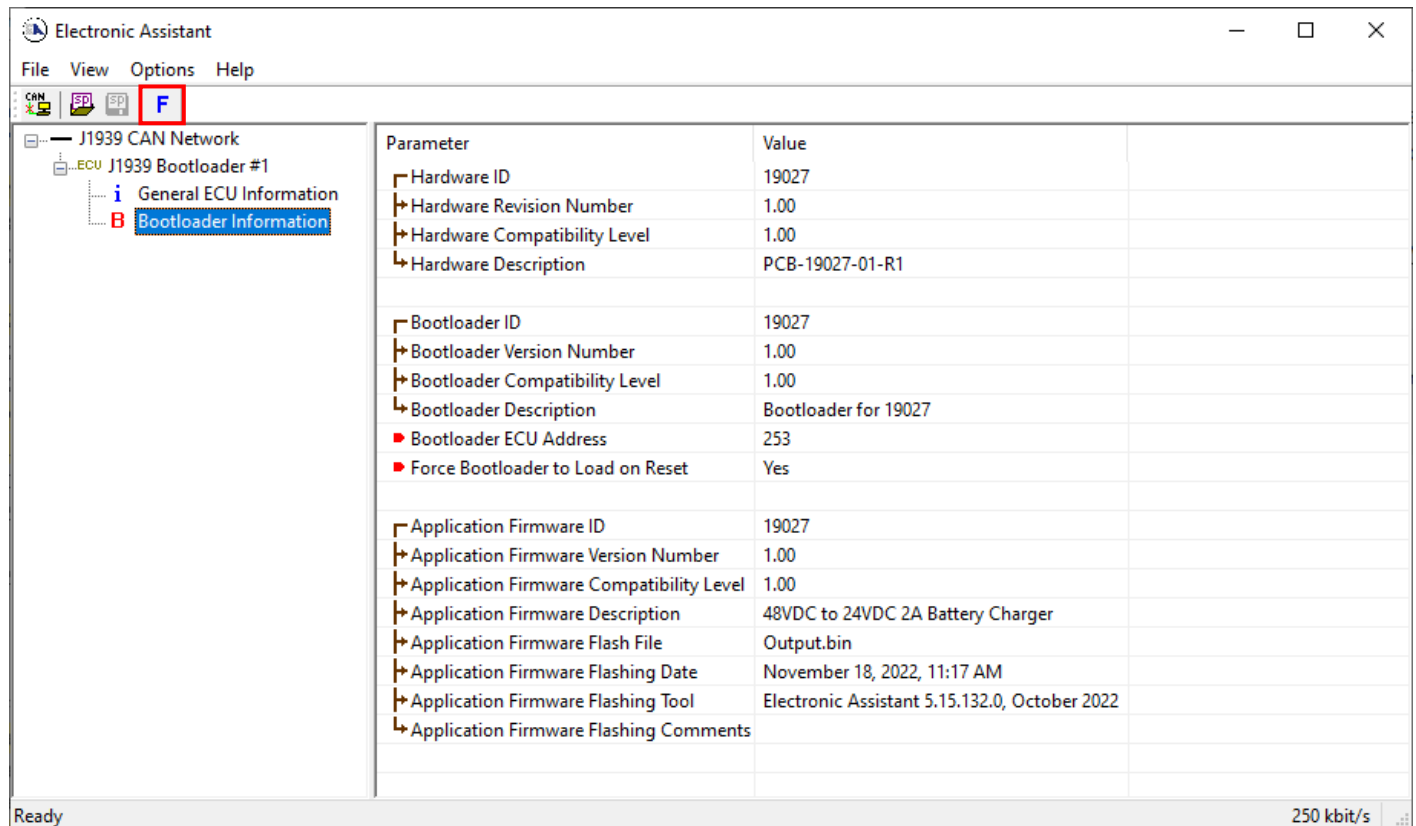 Electronic Assistant
File View Options Help
CAN SP SP F
J1939 CAN Network
ECU J1939 Bootloader #1
i General ECU Information
B Bootloader Information
Parameter Value
Hardware ID 19027
Hardware Revision Number 1.00
Hardware Compatibility Level 1.00
Hardware Description PCB-19027-01-R1
Bootloader ID 19027
Bootloader Version Number 1.00
Bootloader Compatibility Level 1.00
Bootloader Description Bootloader for 19027
Bootloader ECU Address 253
Force Bootloader to Load on Reset Yes
Application Firmware ID 19027
Application Firmware Version Number 1.00
Application Firmware Compatibility Level 1.00
Application Firmware Description 48VDC to 24VDC 2A Battery Charger
Application Firmware Flash File Output.bin
Application Firmware Flashing Date November 18, 2022, 11:17 AM
Application Firmware Flashing Tool Electronic Assistant 5.15.132.0, October 2022
Application Firmware Flashing Comments
Ready 250 kbit/s